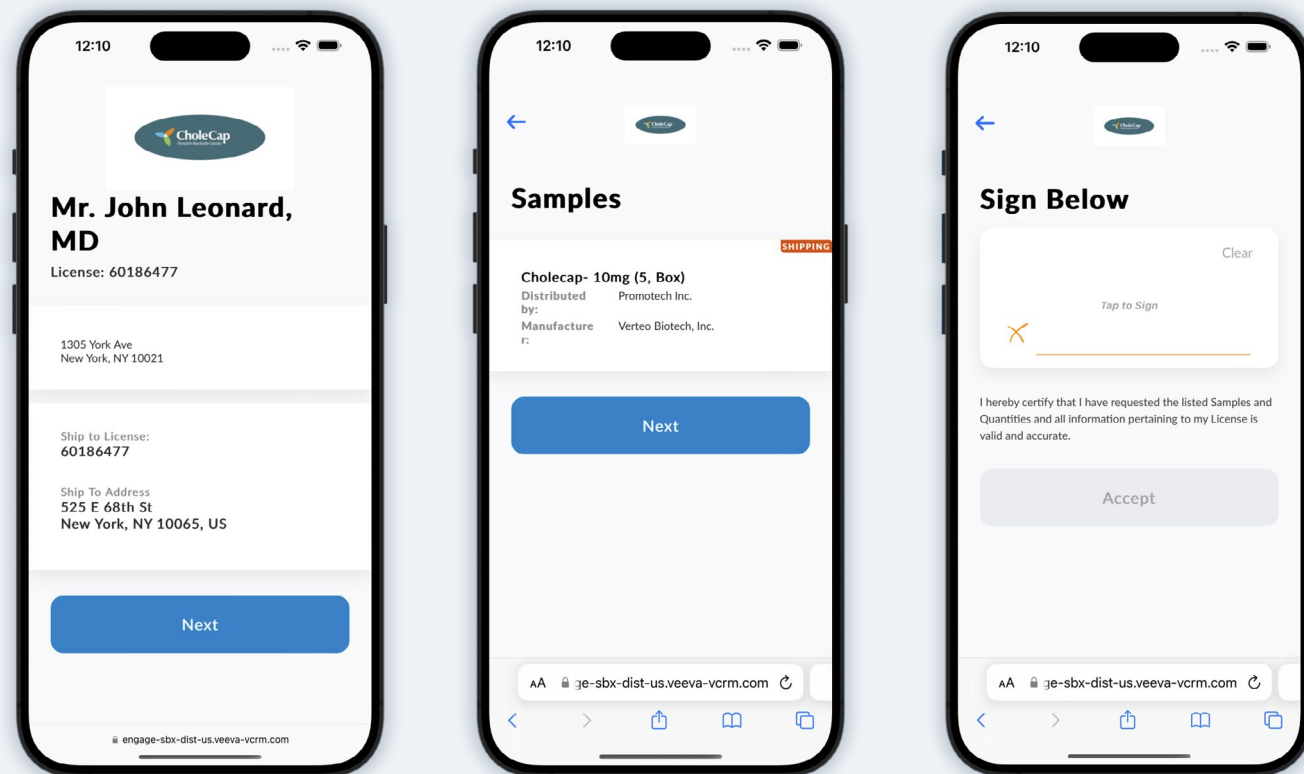 12:10
CholeCap
Mr. John Leonard,
MD
License: 60186477
1305 York Ave
New York, NY 10021
Ship to License:
60186477
Ship To Address
525 E 68th St
New York, NY 10065, US
Next
engage-sbx-dist-us.veeva-vcrm.com
12:10
CholeCap
Samples
SHIPPING
Cholecap- 10mg (5, Box)
Distributed by: Promotech Inc.
Manufacture r: Verteo Biotech, Inc.
Next
AA ge-sbx-dist-us.veeva-vcrm.com
12:10
CholeCap
Sign Below
Clear
Tap to Sign
I hereby certify that I have requested the listed Samples and
Quantities and all information pertaining to my License is
valid and accurate.
Accept
AA ge-sbx-dist-us.veeva-vcrm.com